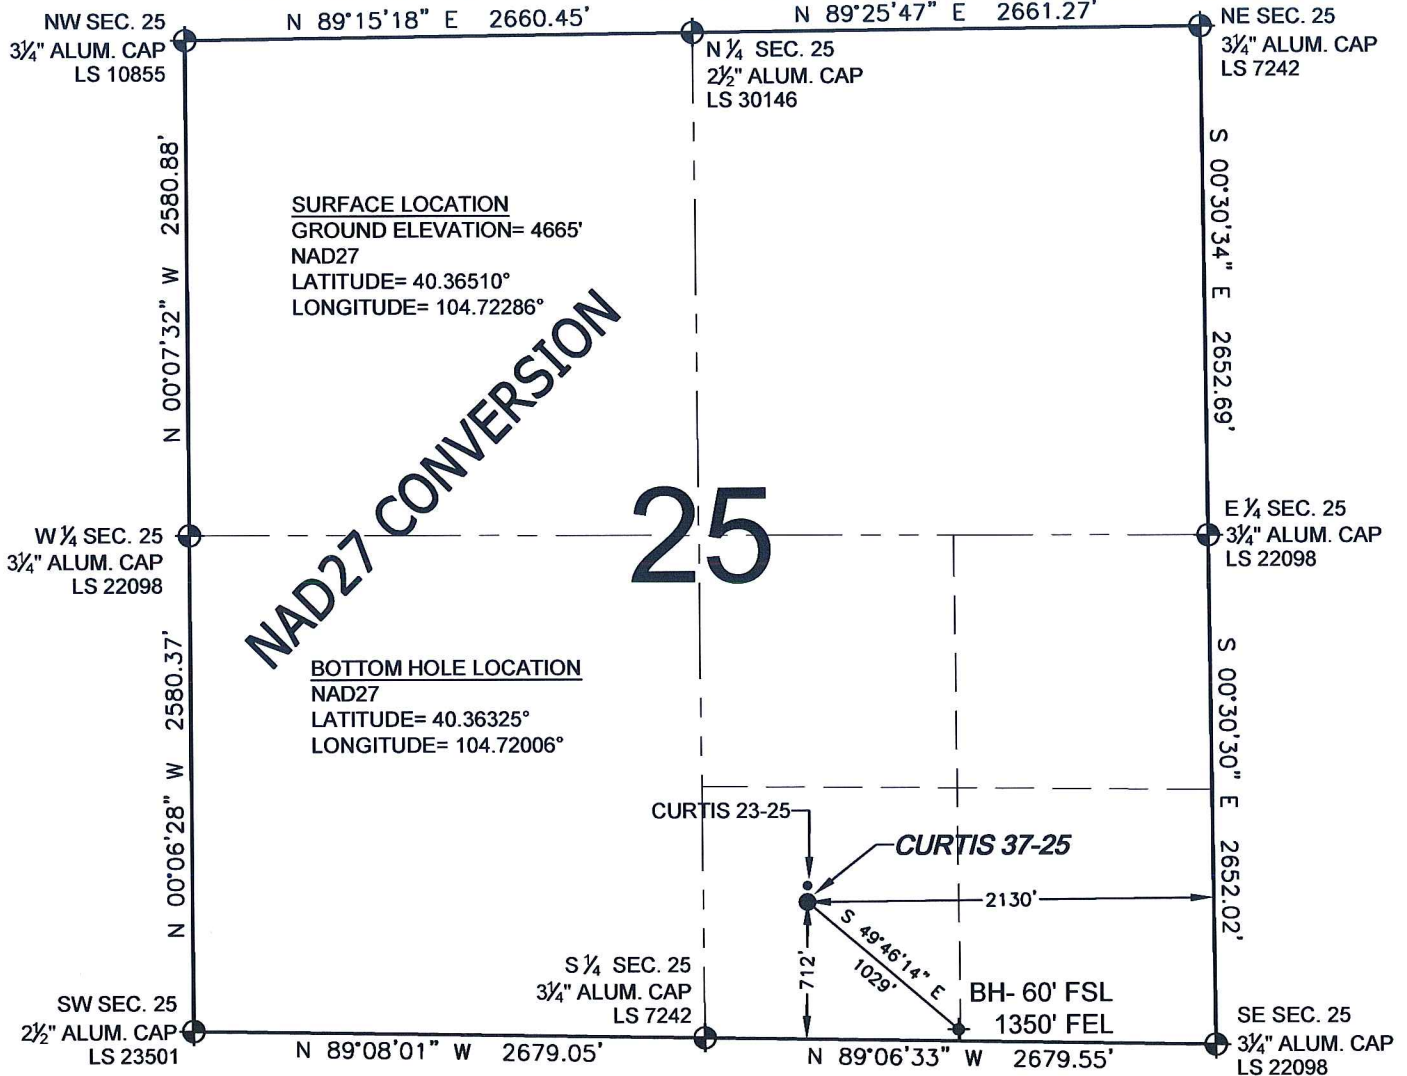 NW SEC. 25
3¼" ALUM. CAP
LS 10855
N 89°15'18" E 2660.45'
N 89°25'47" E 2661.27'
NE SEC. 25
3¼" ALUM. CAP
LS 7242
N ¼ SEC. 25
2½" ALUM. CAP
LS 30146
N 00°07'32" W 2580.88'
S 00°30'34" E 2652.69'
SURFACE LOCATION
GROUND ELEVATION= 4665'
NAD27
LATITUDE= 40.36510°
LONGITUDE= 104.72286°
NAD27 CONVERSION
25
W ¼ SEC. 25
3¼" ALUM. CAP
LS 22098
E ¼ SEC. 25
3¼" ALUM. CAP
LS 22098
N 00°06'28" W 2580.37'
S 00°30'30" E 2652.02'
BOTTOM HOLE LOCATION
NAD27
LATITUDE= 40.36325°
LONGITUDE= 104.72006°
CURTIS 23-25
CURTIS 37-25
2130'
712'
S 49°46'14" E
1029'
BH- 60' FSL
1350' FEL
S ¼ SEC. 25
3¼" ALUM. CAP
LS 7242
SW SEC. 25
2½" ALUM. CAP
LS 23501
N 89°08'01" W 2679.05'
N 89°06'33" W 2679.55'
SE SEC. 25
3¼" ALUM. CAP
LS 22098